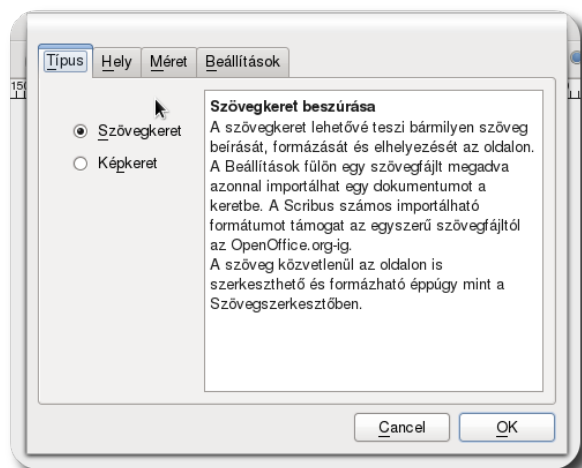 Típus Hely Méret Beállítások
Szövegkeret
Képkeret
Szövegkeret beszúrása
A szövegkeret lehetővé teszi bármilyen szöveg
beírását, formázását és elhelyezését az oldalon.
A Beállítások fülön egy szövegfájlt megadva
azonnal importálhat egy dokumentumot a
keretbe. A Scribus számos importálható
formátumot támogat az egyszerű szövegfájltól
az OpenOffice.org-ig.
A szöveg közvetlenül az oldalon is
szerkeszthető és formázható éppúgy mint a
Szövegszerkesztőben.
Cancel OK